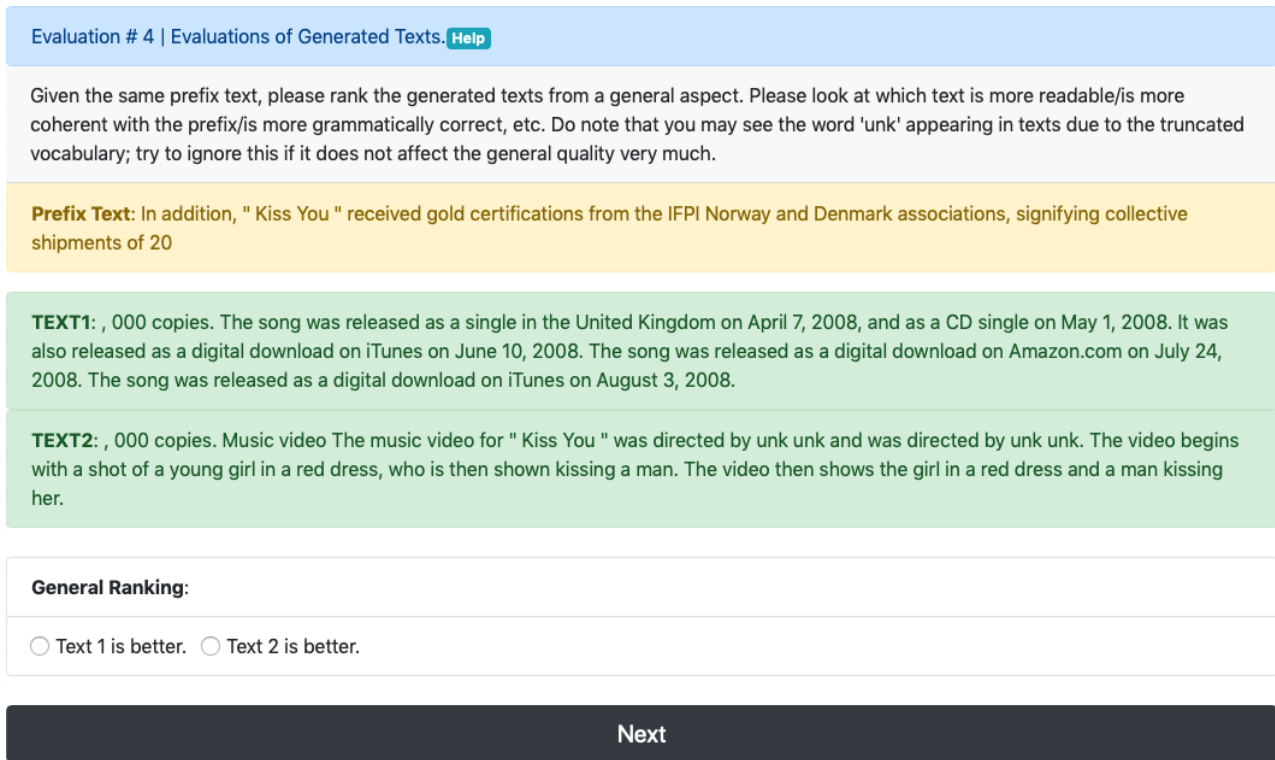 Evaluation # 4 | Evaluations of Generated Texts. Help
Given the same prefix text, please rank the generated texts from a general aspect. Please look at which text is more readable/is more
coherent with the prefix/is more grammatically correct, etc. Do note that you may see the word 'unk' appearing in texts due to the truncated
vocabulary; try to ignore this if it does not affect the general quality very much.
Prefix Text: In addition, " Kiss You " received gold certifications from the IFPI Norway and Denmark associations, signifying collective
shipments of 20
TEXT1: , 000 copies. The song was released as a single in the United Kingdom on April 7, 2008, and as a CD single on May 1, 2008. It was
also released as a digital download on iTunes on June 10, 2008. The song was released as a digital download on Amazon.com on July 24,
2008. The song was released as a digital download on iTunes on August 3, 2008.
TEXT2: , 000 copies. Music video The music video for " Kiss You " was directed by unk unk and was directed by unk unk. The video begins
with a shot of a young girl in a red dress, who is then shown kissing a man. The video then shows the girl in a red dress and a man kissing
her.
General Ranking:
Text 1 is better. Text 2 is better.
Next